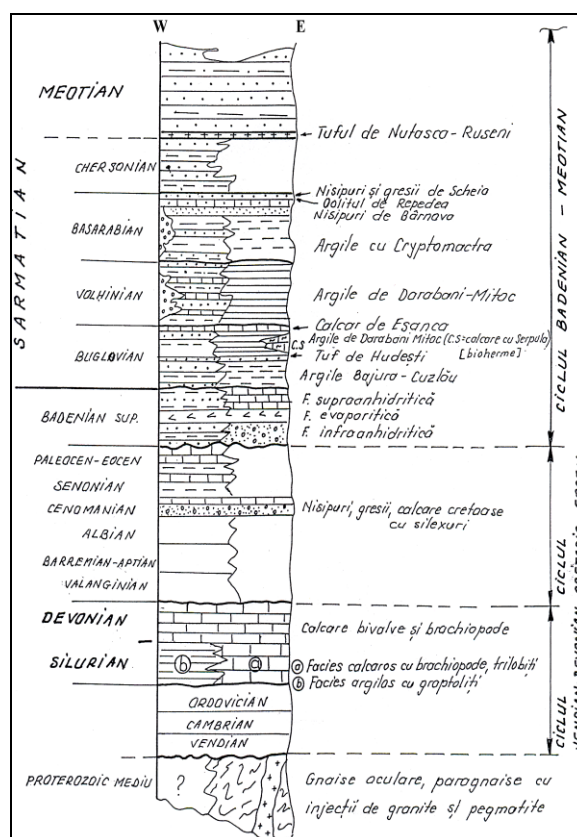 W E
MEOTIAN
Tuful de Nutasca-Ruseni
CHERSONIAN
Nisipuri și gresii de Scheia
Oolitul de Repedea
Nisipuri de Bârnova
BASARABIAN
Argile cu Cryptomactra
SARMATIAN
VOLHINIAN
Argile de Darabani-Mitoc
Calcar de Eșanca
C.S
Argile de Darabani Mitoc (C.S=calcare cu Serpula)
[bioherme]
Tuf de Hudești
BUGLOVIAN
Argile Bajura-Cuzlău
F. supraanhidritică
BADENIAN SUP.
F. evaporitică
F. infraanhidritică
CICLUL BADENIAN - MEOTIAN
PALEOCEN-EOCEN
SENONIAN
CENOMANIAN
Nisipuri, gresii, calcare cretoase
cu silexuri
ALBIAN
BARREMIAN-APTIAN
VALANGINIAN
CICLUL
DEVONIAN
Calcare bivalve și brachiopode
SILURIAN
b a
a Facies calcaros cu brachiopode, trilobiți
b Facies argilos cu graptoliți
ORDOVICIAN
CAMBRIAN
VENDIAN
CICLUL
PROTEROZOIC MEDIU
?
Gnaise oculare, paragnaise cu
injecții de granite și pegmatite